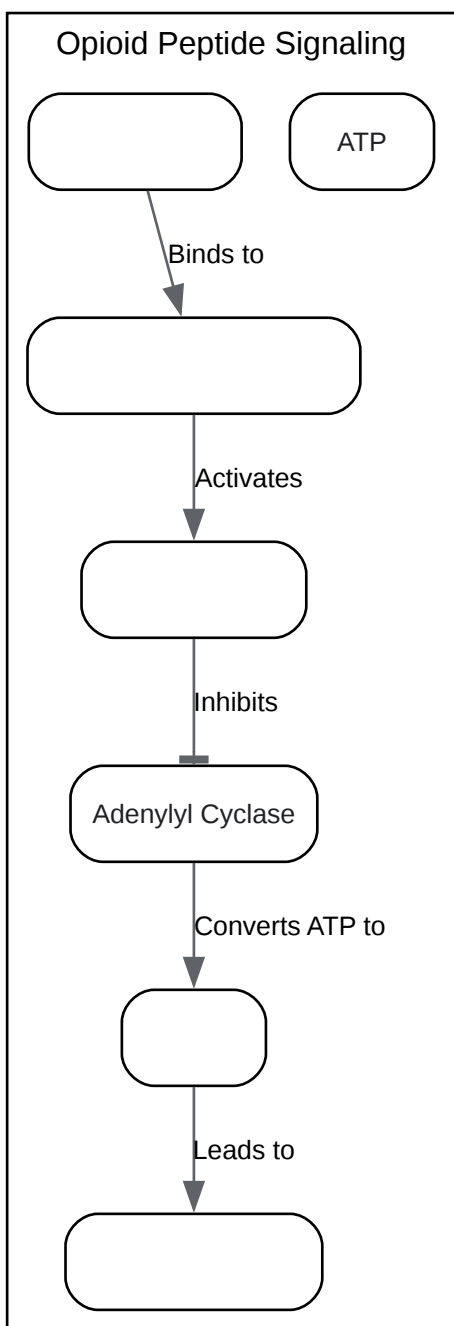 Opioid Peptide Signaling
ATP
Binds to
Activates
Inhibits
Adenylyl Cyclase
Converts ATP to
Leads to